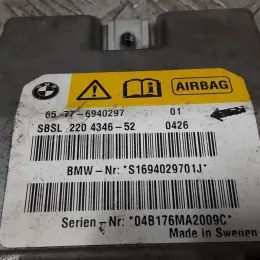 BMW
AIRBAG
65 77-6940297 01
SBSL 220 4346-52 0426
BMW-Nr: *S1694029701J*
Serien-Nr: *04B176MA2009C*
Made in Sweden